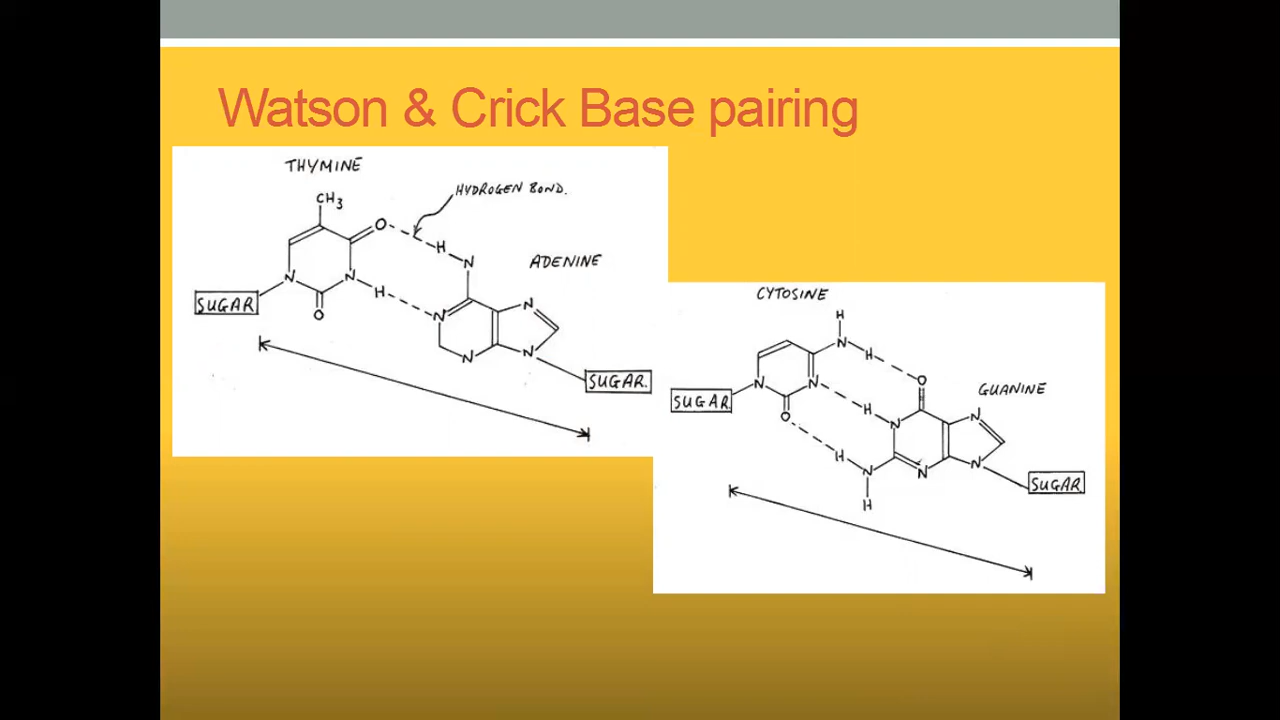 Watson & Crick Base pairing
THYMINE
CH3
HYDROGEN BOND.
O
H
N
ADENINE
N
N
H
SUGAR
O
N
N
N
N
SUGAR.
CYTOSINE
H
N
H
O
N
N
GUANINE
SUGAR
H
O
N
N
H
N
N
N
SUGAR
H